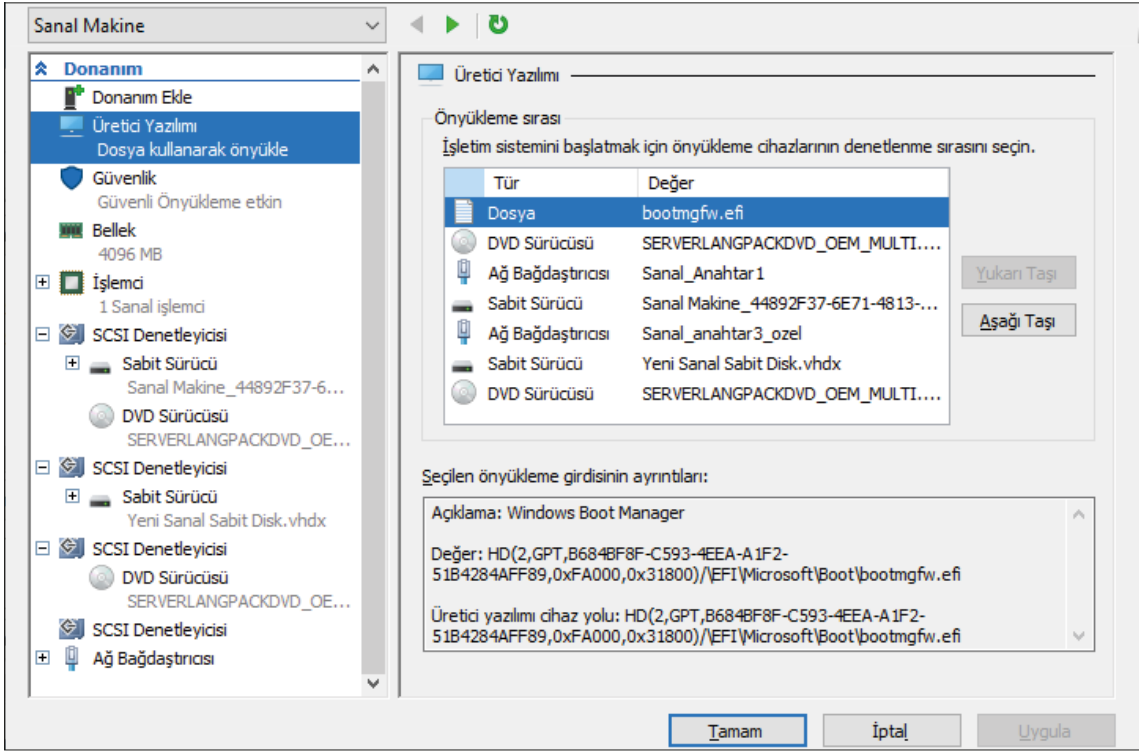 Sanal Makine
Donanım
Donanım Ekle
Üretici Yazılımı
Dosya kullanarak önyükle
Güvenlik
Güvenli Önyükleme etkin
Bellek
4096 MB
İşlemci
1 Sanal işlemci
SCSI Denetleyicisi
Sabit Sürücü
Sanal Makine_44892F37-6...
DVD Sürücüsü
SERVERLANGPACKDVD_OE...
SCSI Denetleyicisi
Sabit Sürücü
Yeni Sanal Sabit Disk.vhdx
SCSI Denetleyicisi
DVD Sürücüsü
SERVERLANGPACKDVD_OE...
SCSI Denetleyicisi
Ağ Bağdaştırıcısı
Üretici Yazılımı
Önyükleme sırası
İşletim sistemini başlatmak için önyükleme cihazlarının denetlenme sırasını seçin.
Tür Değer
Dosya bootmgfw.efi
DVD Sürücüsü SERVERLANGPACKDVD_OEM_MULTI....
Ağ Bağdaştırıcısı Sanal_Anahtar1
Sabit Sürücü Sanal Makine_44892F37-6E71-4813-...
Ağ Bağdaştırıcısı Sanal_anahtar3_ozel
Sabit Sürücü Yeni Sanal Sabit Disk.vhdx
DVD Sürücüsü SERVERLANGPACKDVD_OEM_MULTI....
Yukarı Taşı
Aşağı Taşı
Seçilen önyükleme girdisinin ayrıntıları:
Açıklama: Windows Boot Manager
Değer: HD(2,GPT,B684BF8F-C593-4EEA-A1F2-
51B4284AFF89,0xFA000,0x31800)/\EFI\Microsoft\Boot\bootmgfw.efi
Üretici yazılımı cihaz yolu: HD(2,GPT,B684BF8F-C593-4EEA-A1F2-
51B4284AFF89,0xFA000,0x31800)/\EFI\Microsoft\Boot\bootmgfw.efi
Tamam
İptal
Uygula